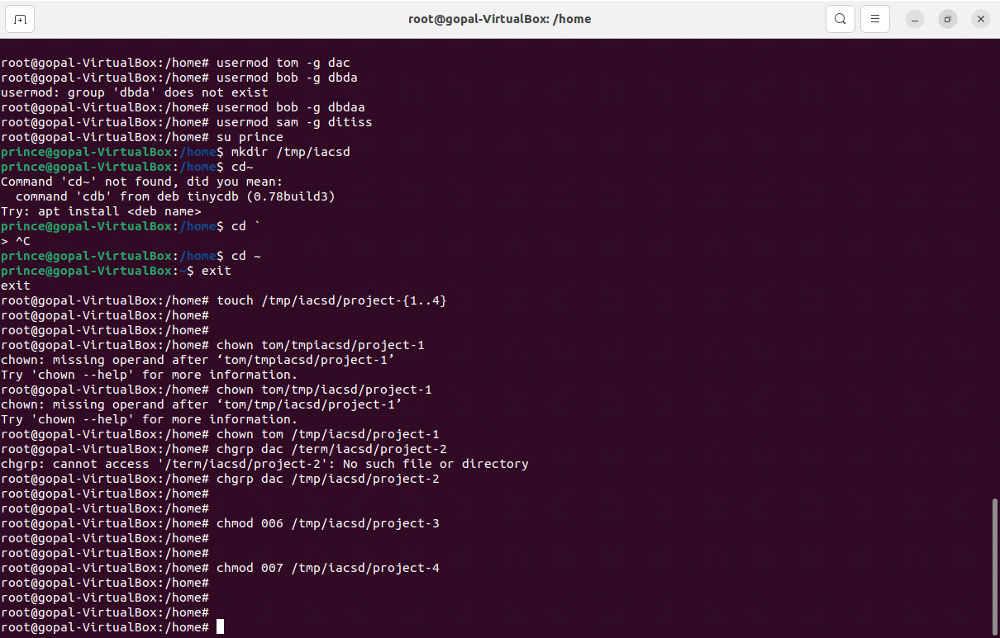 root@gopal-VirtualBox: /home
root@gopal-VirtualBox:/home# usermod tom -g dac
root@gopal-VirtualBox:/home# usermod bob -g dbda
usermod: group 'dbda' does not exist
root@gopal-VirtualBox:/home# usermod bob -g dbdaa
root@gopal-VirtualBox:/home# usermod sam -g ditiss
root@gopal-VirtualBox:/home# su prince
prince@gopal-VirtualBox:/home$ mkdir /tmp/iacsd
prince@gopal-VirtualBox:/home$ cd~
Command 'cd~' not found, did you mean:
  command 'cdb' from deb tinycdb (0.78build3)
Try: apt install <deb name>
prince@gopal-VirtualBox:/home$ cd `
> ^C
prince@gopal-VirtualBox:/home$ cd ~
prince@gopal-VirtualBox:~$ exit
exit
root@gopal-VirtualBox:/home# touch /tmp/iacsd/project-{1..4}
root@gopal-VirtualBox:/home#
root@gopal-VirtualBox:/home#
root@gopal-VirtualBox:/home# chown tom/tmpiacsd/project-1
chown: missing operand after ‘tom/tmpiacsd/project-1’
Try 'chown --help' for more information.
root@gopal-VirtualBox:/home# chown tom/tmp/iacsd/project-1
chown: missing operand after ‘tom/tmp/iacsd/project-1’
Try 'chown --help' for more information.
root@gopal-VirtualBox:/home# chown tom /tmp/iacsd/project-1
root@gopal-VirtualBox:/home# chgrp dac /term/iacsd/project-2
chgrp: cannot access '/term/iacsd/project-2': No such file or directory
root@gopal-VirtualBox:/home# chgrp dac /tmp/iacsd/project-2
root@gopal-VirtualBox:/home#
root@gopal-VirtualBox:/home#
root@gopal-VirtualBox:/home# chmod 006 /tmp/iacsd/project-3
root@gopal-VirtualBox:/home#
root@gopal-VirtualBox:/home#
root@gopal-VirtualBox:/home# chmod 007 /tmp/iacsd/project-4
root@gopal-VirtualBox:/home#
root@gopal-VirtualBox:/home#
root@gopal-VirtualBox:/home#
root@gopal-VirtualBox:/home#